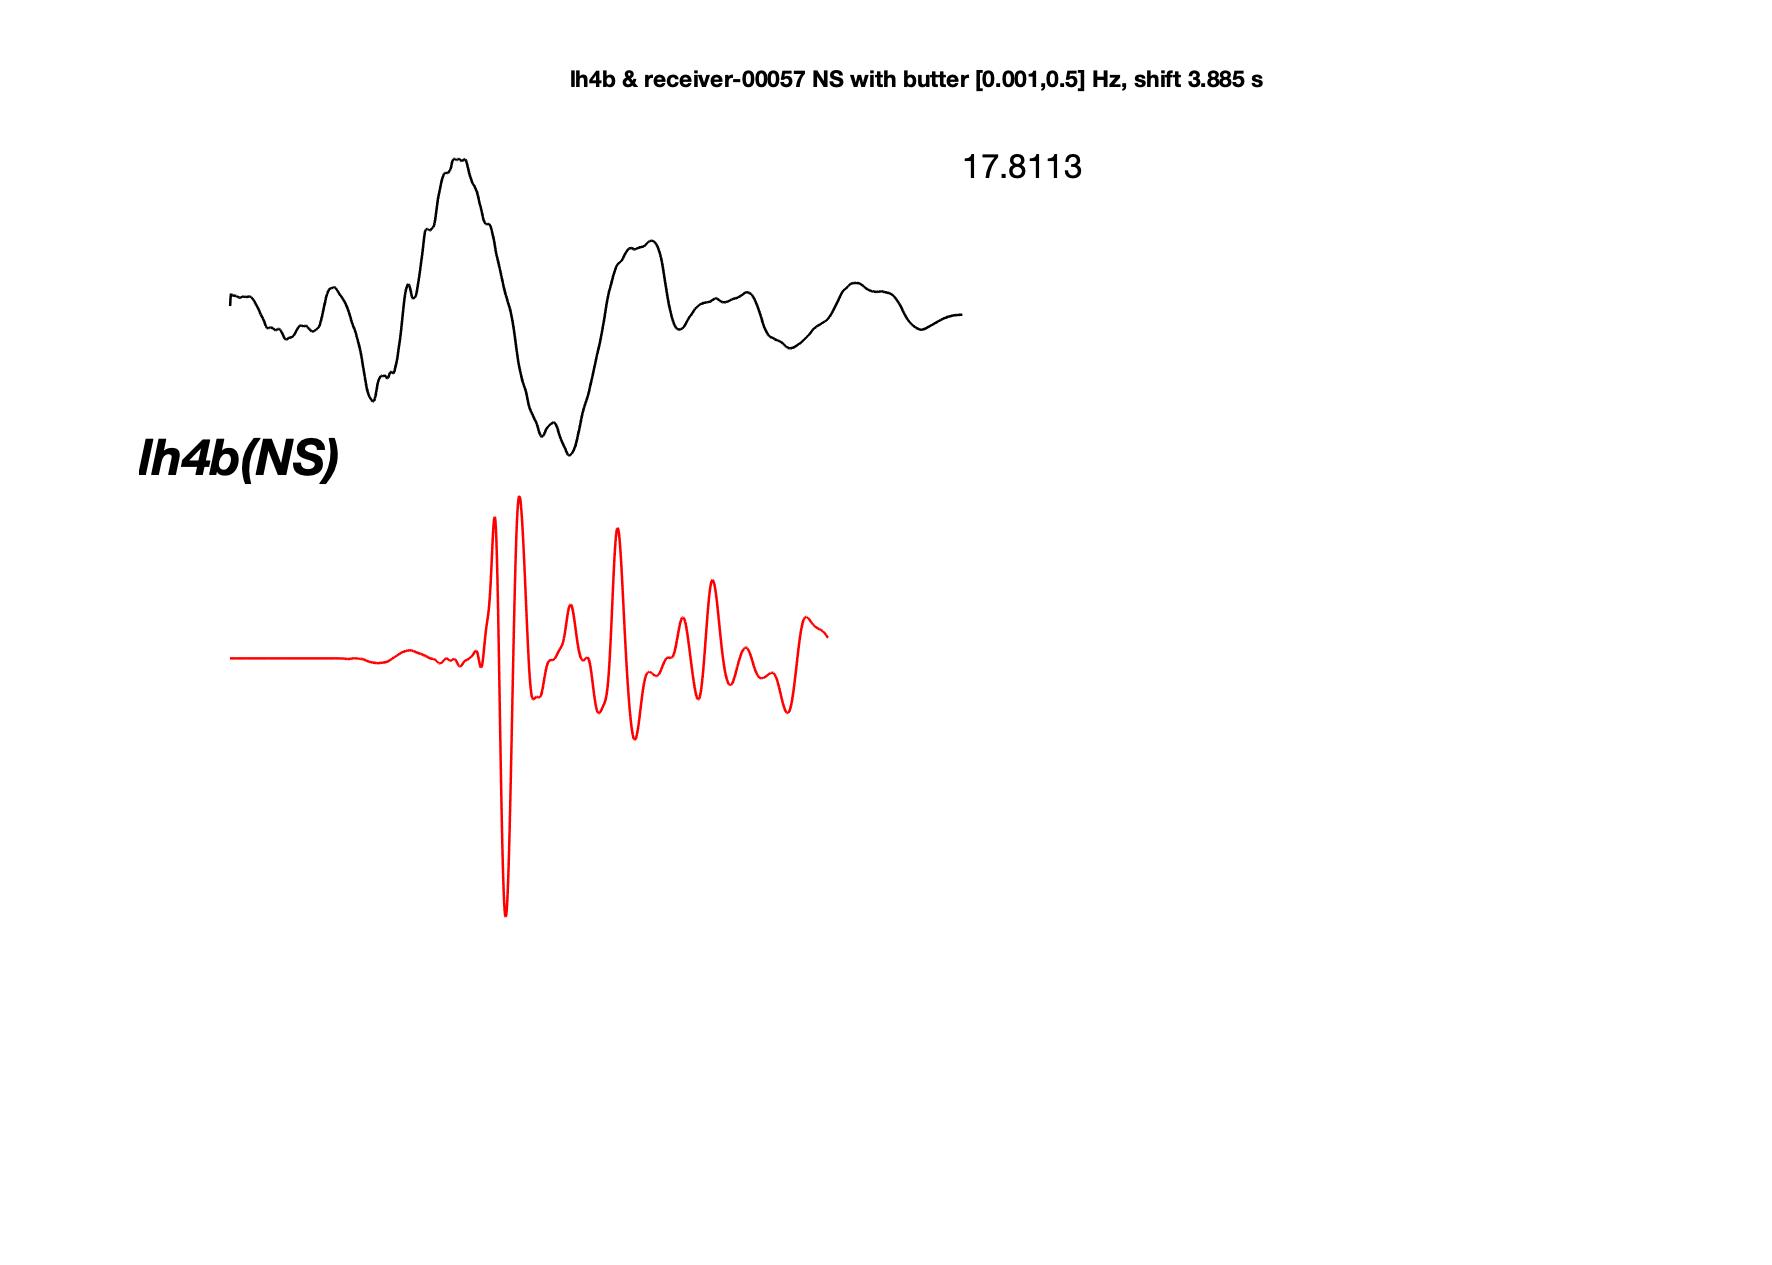 lh4b & receiver-00057 NS with butter [0.001,0.5] Hz, shift 3.885 s
17.8113
lh4b(NS)